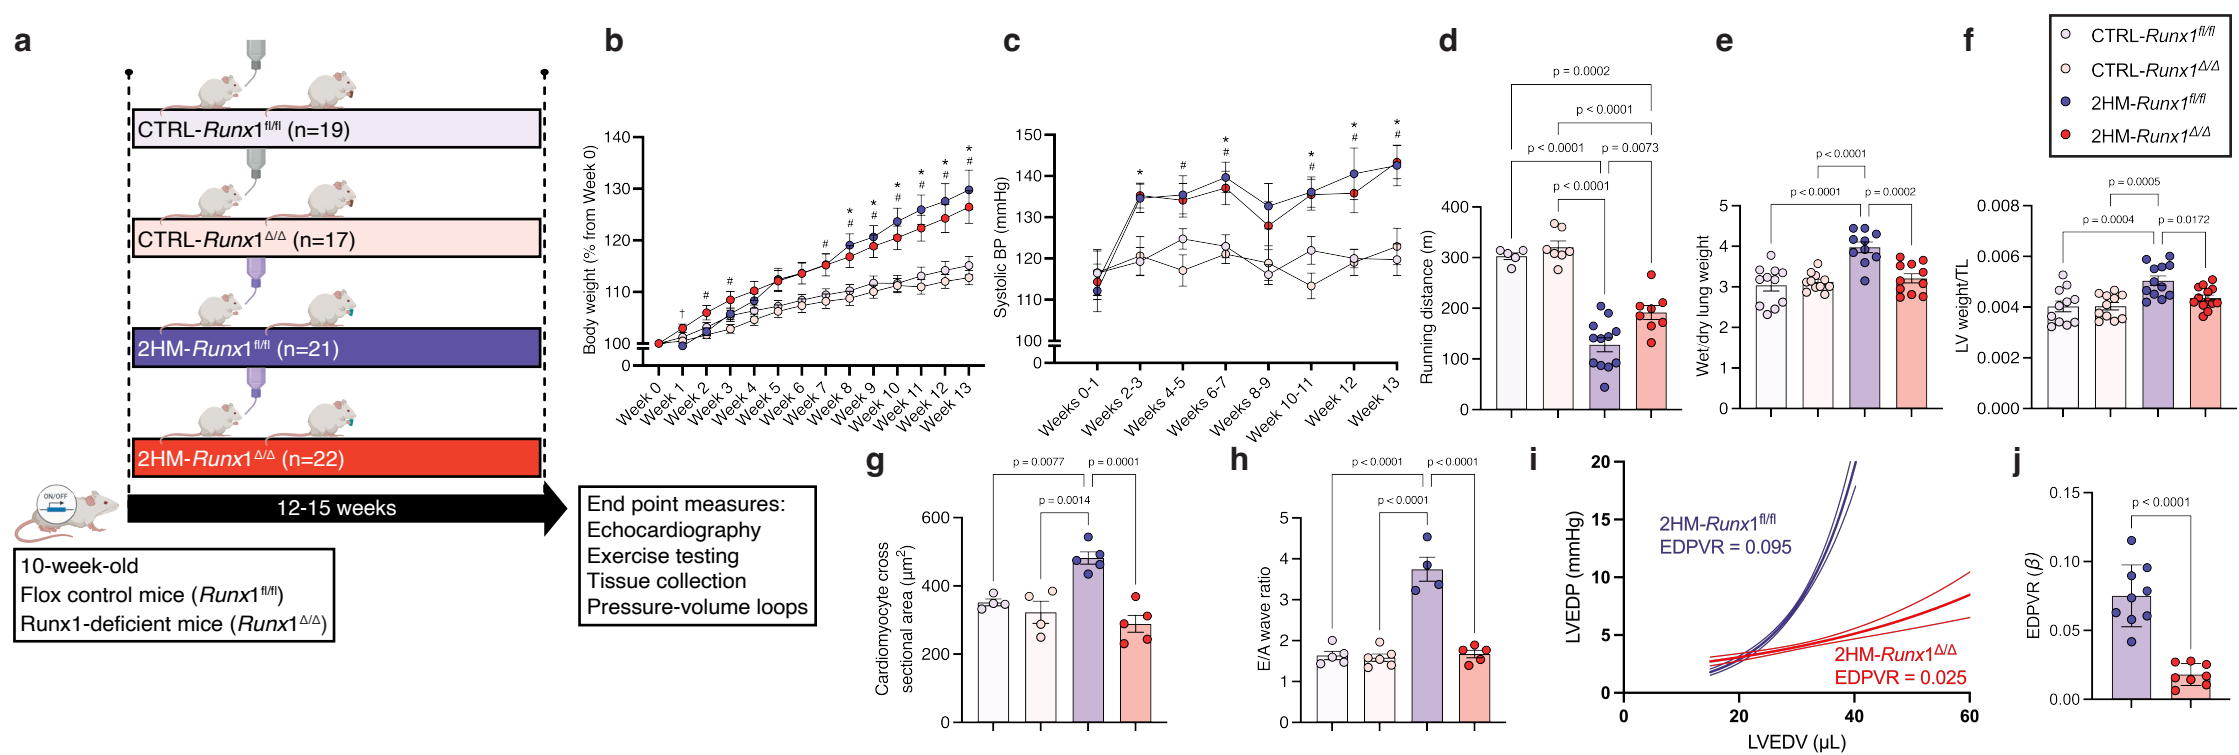 a
CTRL-Runx1fl/fl (n=19)
CTRL-Runx1Δ/Δ (n=17)
2HM-Runx1fl/fl (n=21)
2HM-Runx1Δ/Δ (n=22)
ON/OFF
12-15 weeks
10-week-old
Flox control mice (Runx1fl/fl)
Runx1-deficient mice (Runx1Δ/Δ)
End point measures:
Echocardiography
Exercise testing
Tissue collection
Pressure-volume loops
b
Body weight (% from Week 0)
140
130
120
110
100
0
† # # # * # * # * # * # * # * #
Week 0
Week 1
Week 2
Week 3
Week 4
Week 5
Week 6
Week 7
Week 8
Week 9
Week 10
Week 11
Week 12
Week 13
c
Systolic BP (mmHg)
150
140
130
120
110
100
0
* # * # * # * # * #
Weeks 0-1
Weeks 2-3
Weeks 4-5
Weeks 6-7
Weeks 8-9
Week 10-11
Week 12
Week 13
d
p = 0.0002
p < 0.0001
p < 0.0001
p = 0.0073
p < 0.0001
Running distance (m)
400
300
200
100
0
e
p < 0.0001
p < 0.0001
p = 0.0002
Wet/dry lung weight
5
4
3
2
1
0
f
p = 0.0005
p = 0.0004
p = 0.0172
LV weight/TL
0.008
0.006
0.004
0.002
0.000
CTRL-Runx1fl/fl
CTRL-Runx1Δ/Δ
2HM-Runx1fl/fl
2HM-Runx1Δ/Δ
g
p = 0.0077
p = 0.0001
p = 0.0014
Cardiomyocyte cross
sectional area (µm2)
600
400
200
0
h
p < 0.0001
p < 0.0001
p < 0.0001
E/A wave ratio
5
4
3
2
1
0
i
LVEDP (mmHg)
20
15
10
5
0
2HM-Runx1fl/fl
EDPVR = 0.095
2HM-Runx1Δ/Δ
EDPVR = 0.025
0
20
40
60
LVEDV (µL)
j
p < 0.0001
EDPVR (β)
0.15
0.10
0.05
0.00